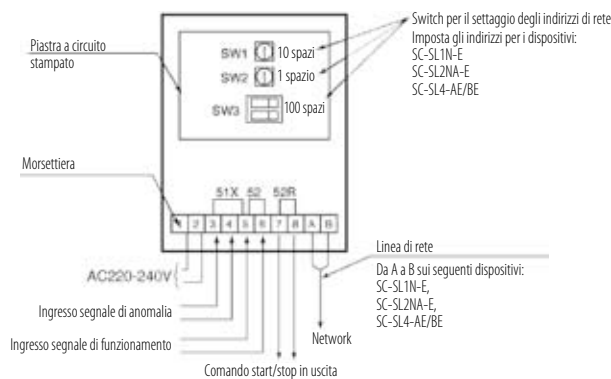 Piastra a circuito
stampato
SW1 10 spazi
SW2 1 spazio
SW3 100 spazi
Switch per il settaggio degli indirizzi di rete
Imposta gli indirizzi per i dispositivi:
SC-SL1N-E
SC-SL2NA-E
SC-SL4-AE/BE
Morsettiera
51X 52 52R
1 2 3 4 5 6 7 8 A B
AC220-240V
Ingresso segnale di anomalia
Ingresso segnale di funzionamento
Comando start/stop in uscita
Network
Linea di rete
Da A a B sui seguenti dispositivi:
SC-SL1N-E,
SC-SL2NA-E,
SC-SL4-AE/BE